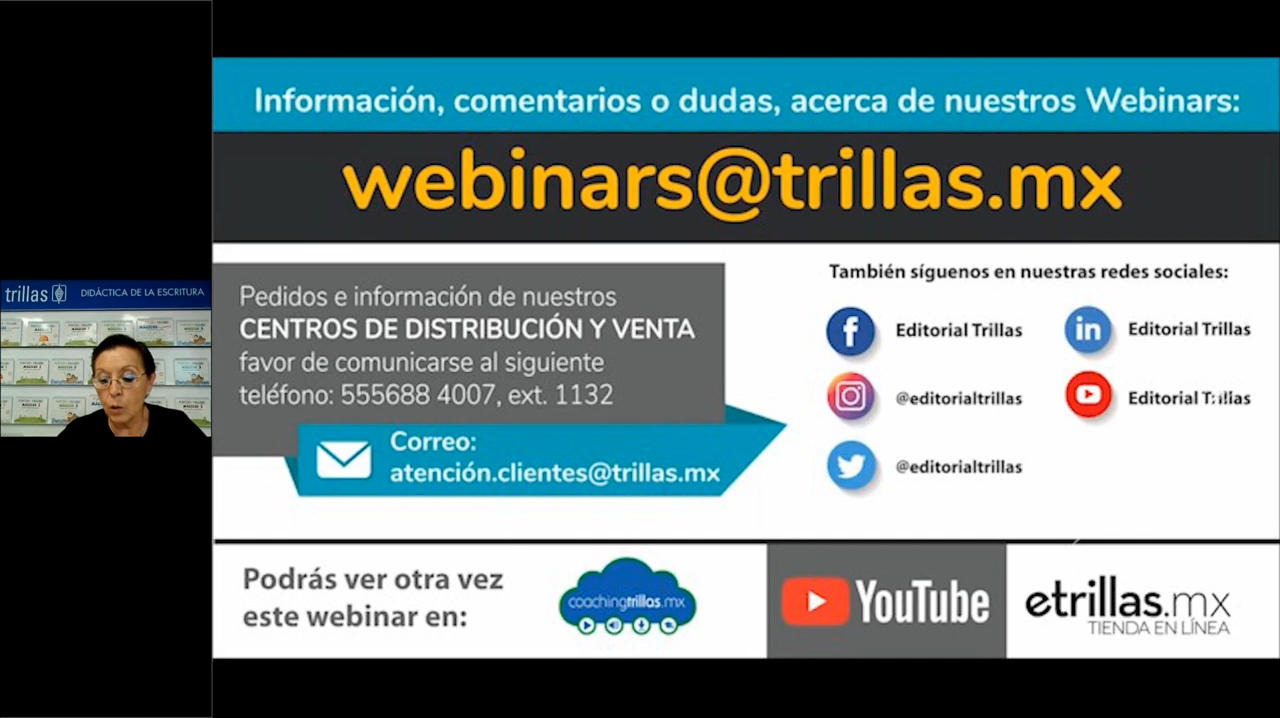 Información, comentarios o dudas, acerca de nuestros Webinars:
webinars@trillas.mx
trillas DIDÁCTICA DE LA ESCRITURA
Pedidos e información de nuestros
CENTROS DE DISTRIBUCIÓN Y VENTA
favor de comunicarse al siguiente
teléfono: 555688 4007, ext. 1132
Correo:
atención.clientes@trillas.mx
También síguenos en nuestras redes sociales:
Editorial Trillas
Editorial Trillas
@editorialtrillas
Editorial Trillas
@editorialtrillas
Podrás ver otra vez
este webinar en:
coachingtrillas.mx
YouTube
etrillas.mx
TIENDA EN LÍNEA